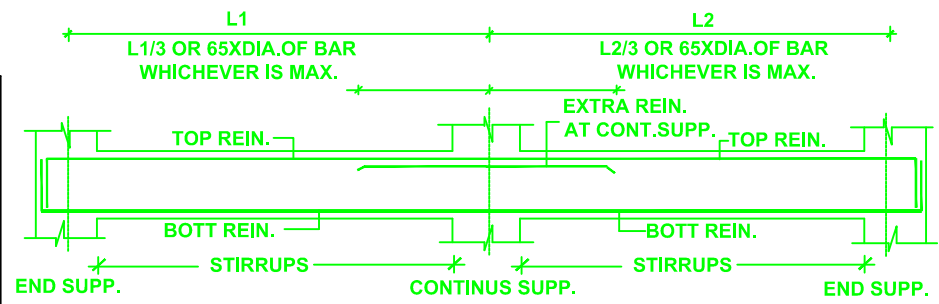 L1
L2
L1/3 OR 65XDIA.OF BAR
WHICHEVER IS MAX.
L2/3 OR 65XDIA.OF BAR
WHICHEVER IS MAX.
EXTRA REIN.
AT CONT.SUPP.
TOP REIN.
TOP REIN.
BOTT REIN.
BOTT REIN.
STIRRUPS
STIRRUPS
END SUPP.
CONTINUS SUPP.
END SUPP.